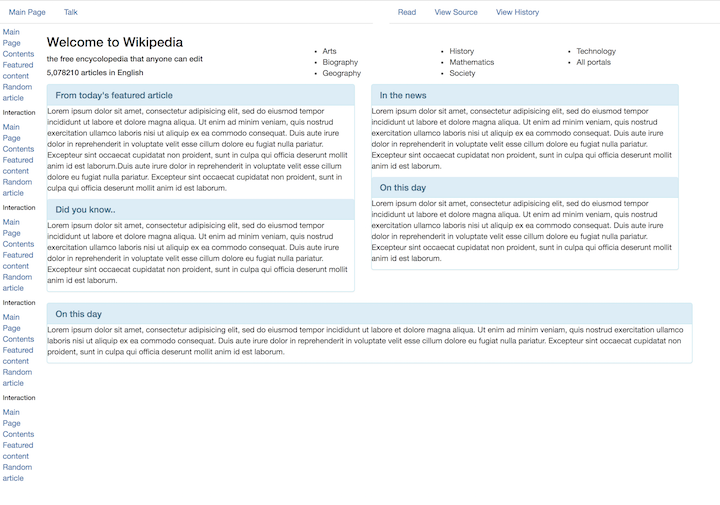 Main Page
Talk
Read
View Source
View History
Main
Page
Contents
Featured
content
Random
article
Interaction
Main
Page
Contents
Featured
content
Random
article
Interaction
Main
Page
Contents
Featured
content
Random
article
Interaction
Main
Page
Contents
Featured
content
Random
article
Interaction
Main
Page
Contents
Featured
content
Random
article
Welcome to Wikipedia
the free encycolopedia that anyone can edit
5,078210 articles in English
Arts
Biography
Geography
History
Mathematics
Society
Technology
All portals
From today's featured article
Lorem ipsum dolor sit amet, consectetur adipisicing elit, sed do eiusmod tempor
incididunt ut labore et dolore magna aliqua. Ut enim ad minim veniam, quis nostrud
exercitation ullamco laboris nisi ut aliquip ex ea commodo consequat. Duis aute irure
dolor in reprehenderit in voluptate velit esse cillum dolore eu fugiat nulla pariatur.
Excepteur sint occaecat cupidatat non proident, sunt in culpa qui officia deserunt mollit
anim id est laborum.Duis aute irure dolor in reprehenderit in voluptate velit esse cillum
dolore eu fugiat nulla pariatur. Excepteur sint occaecat cupidatat non proident, sunt in
culpa qui officia deserunt mollit anim id est laborum.
Did you know..
Lorem ipsum dolor sit amet, consectetur adipisicing elit, sed do eiusmod tempor
incididunt ut labore et dolore magna aliqua. Ut enim ad minim veniam, quis nostrud
exercitation ullamco laboris nisi ut aliquip ex ea commodo consequat. Duis aute irure
dolor in reprehenderit in voluptate velit esse cillum dolore eu fugiat nulla pariatur.
Excepteur sint occaecat cupidatat non proident, sunt in culpa qui officia deserunt mollit
anim id est laborum.
In the news
Lorem ipsum dolor sit amet, consectetur adipisicing elit, sed do eiusmod tempor
incididunt ut labore et dolore magna aliqua. Ut enim ad minim veniam, quis nostrud
exercitation ullamco laboris nisi ut aliquip ex ea commodo consequat. Duis aute irure
dolor in reprehenderit in voluptate velit esse cillum dolore eu fugiat nulla pariatur.
Excepteur sint occaecat cupidatat non proident, sunt in culpa qui officia deserunt mollit
anim id est laborum.
On this day
Lorem ipsum dolor sit amet, consectetur adipisicing elit, sed do eiusmod tempor
incididunt ut labore et dolore magna aliqua. Ut enim ad minim veniam, quis nostrud
exercitation ullamco laboris nisi ut aliquip ex ea commodo consequat. Duis aute irure
dolor in reprehenderit in voluptate velit esse cillum dolore eu fugiat nulla pariatur.
Excepteur sint occaecat cupidatat non proident, sunt in culpa qui officia deserunt mollit
anim id est laborum.
On this day
Lorem ipsum dolor sit amet, consectetur adipisicing elit, sed do eiusmod tempor incididunt ut labore et dolore magna aliqua. Ut enim ad minim veniam, quis nostrud exercitation ullamco
laboris nisi ut aliquip ex ea commodo consequat. Duis aute irure dolor in reprehenderit in voluptate velit esse cillum dolore eu fugiat nulla pariatur. Excepteur sint occaecat cupidatat non
proident, sunt in culpa qui officia deserunt mollit anim id est laborum.